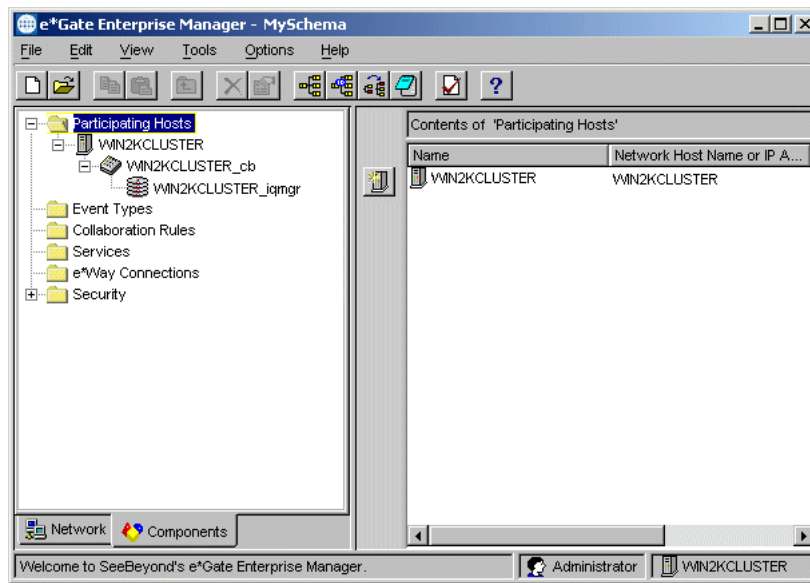 e*Gate Enterprise Manager - MySchema
File Edit View Tools Options Help
?
Participating Hosts
WIN2KCLUSTER
WIN2KCLUSTER_cb
WIN2KCLUSTER_iqmgr
Event Types
Collaboration Rules
Services
e*Way Connections
Security
Contents of 'Participating Hosts'
Name Network Host Name or IP A...
WIN2KCLUSTER WIN2KCLUSTER
Network Components
Welcome to SeeBeyond's e*Gate Enterprise Manager. Administrator WIN2KCLUSTER